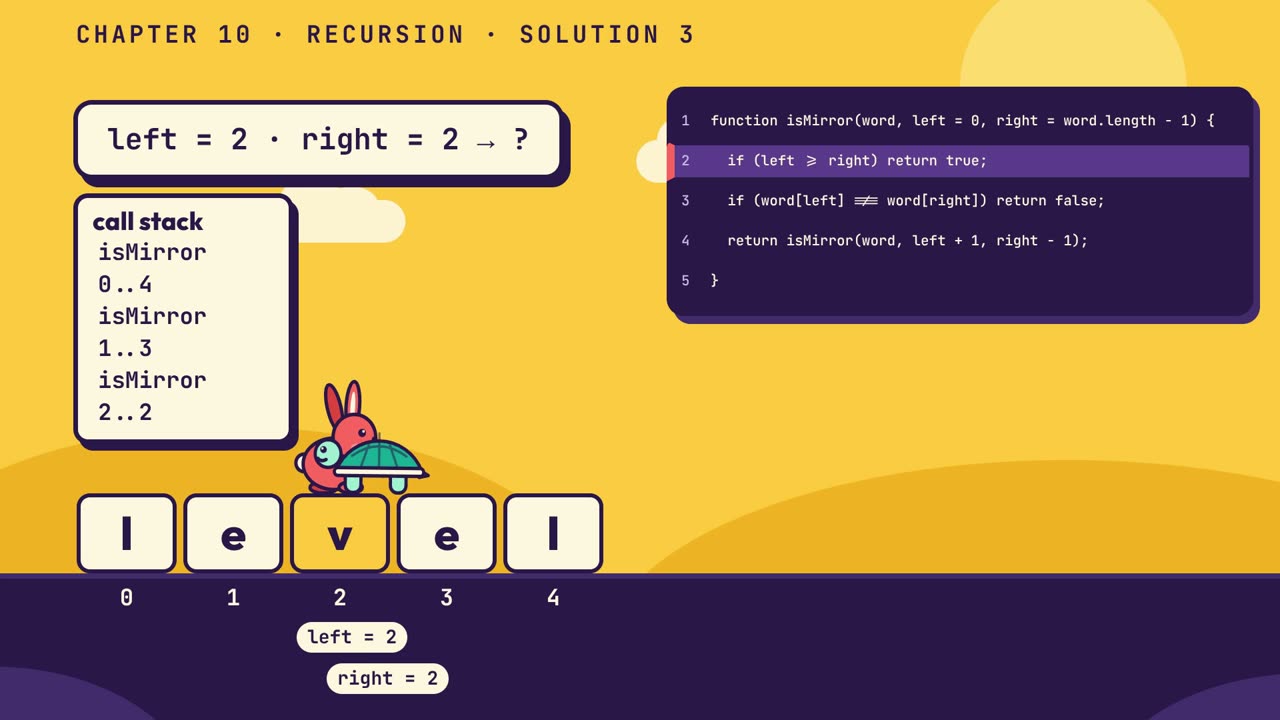 CHAPTER 10 · RECURSION · SOLUTION 3
left = 2 · right = 2 → ?
call stack
isMirror
0..4
isMirror
1..3
isMirror
2..2
1 function isMirror(word, left = 0, right = word.length - 1) {
2 if (left >= right) return true;
3 if (word[left] !== word[right]) return false;
4 return isMirror(word, left + 1, right - 1);
5 }
l e v e l
0 1 2 3 4
left = 2
right = 2